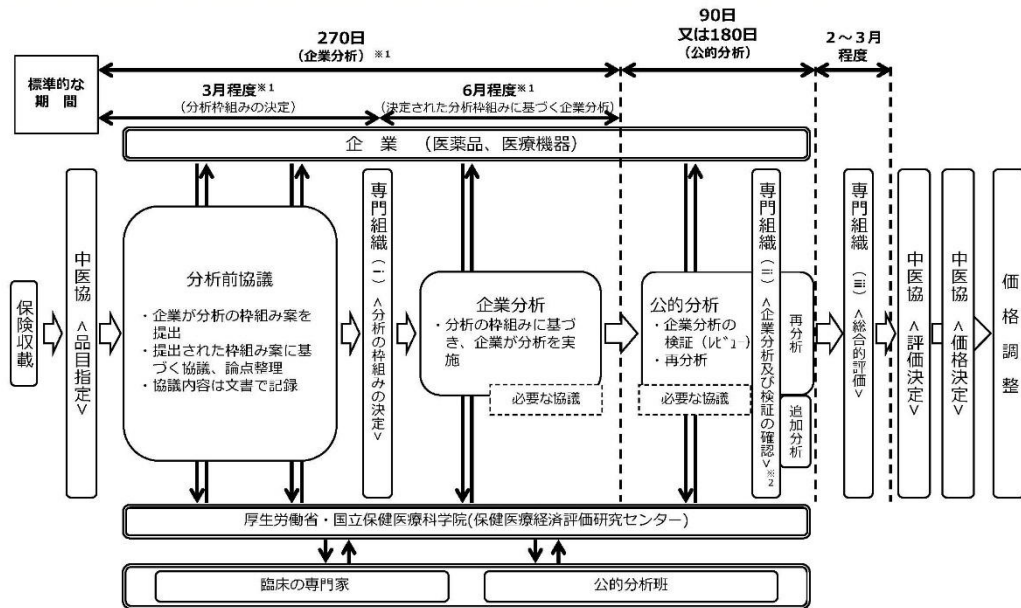 標準的な
期　間
270日
(企業分析) ※1
90日
又は180日
(公的分析)
2～3月
程度
3月程度※1
(分析枠組みの決定)
6月程度※1
(決定された分析枠組みに基づく企業分析)
企　業　(医薬品、医療機器)
保険収載
中医協 <品目指定>
分析前協議
・企業が分析の枠組み案を
提出
・提出された枠組み案に基
づく協議、論点整理
・協議内容は文書で記録
専門組織(ⅰ) <分析の枠組みの決定>
企業分析
・分析の枠組みに基づ
き、企業が分析を実
施
必要な協議
公的分析
・企業分析の
検証(ﾚﾋﾞｭｰ)
・再分析
必要な協議
専門組織(ⅱ) <企業分析及び検証の確認>※2
再分析
追加分析
専門組織(ⅲ) <総合的評価>
中医協 <評価決定>
中医協 <価格決定>
価格調整
厚生労働省・国立保健医療科学院(保健医療経済評価研究センター)
臨床の専門家
公的分析班